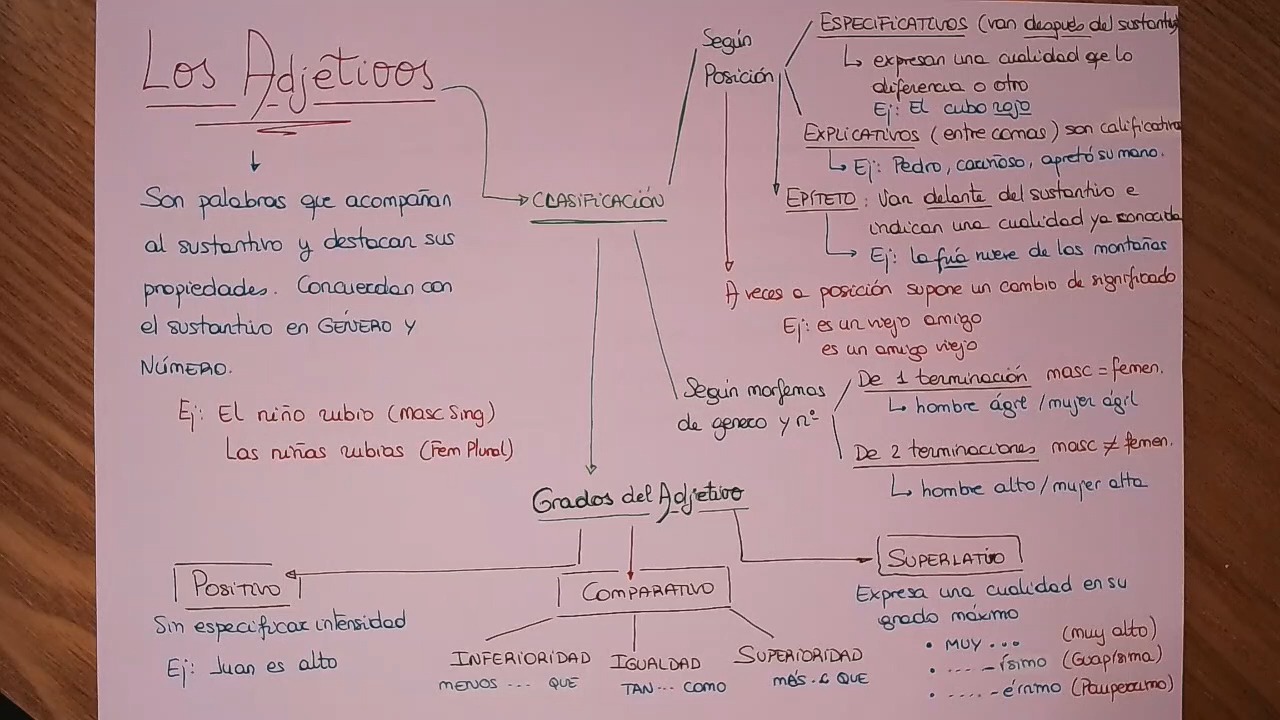 Los Adjetivos
Son palabras que acompañan
al sustantivo y destacan sus
propiedades. Concuerdan con
el sustantivo en GÉNERO Y
NÚMERO.
Ej: El niño rubio (masc sing)
Las niñas rubias (Fem Plural)
CLASIFICACIÓN
Según
Posición
ESPECIFICATIVOS (van después del sustantiv
expresan una cualidad que lo
diferencia a otro
Ej: El cubo rojo
EXPLICATIVOS (entre comas) son calificativos
Ej: Pedro, cariñoso, apretó su mano.
EPÍTETO: Van delante del sustantivo e
indican una cualidad ya conocida
Ej: la fría nieve de las montañas
A veces a posición supone un cambio de significado
Ej: es un viejo amigo
es un amigo viejo
Según morfemas
de genero y nº
De 1 terminación masc = femen.
hombre ágil / mujer ágil
De 2 terminaciones masc ≠ femen.
hombre alto / mujer alta
Grados del Adjetivo
POSITIVO
Sin especificar intensidad
Ej: Juan es alto
COMPARATIVO
INFERIORIDAD
MENOS ... QUE
IGUALDAD
TAN ... COMO
SUPERIORIDAD
MÁS ... QUE
SUPERLATIVO
Expresa una cualidad en su
grado máximo
• MUY ... (muy alto)
• .....-ísimo (Guapísima)
• .....-érrimo (Pauperrimo)